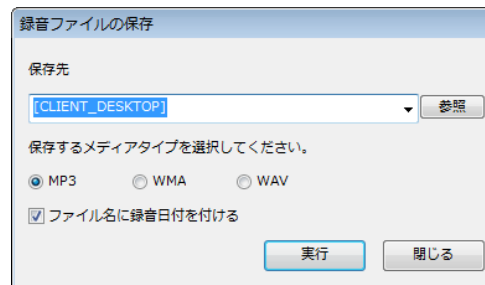 録音ファイルの保存
保存先
[CLIENT_DESKTOP]
参照
保存するメディアタイプを選択してください。
MP3 WMA WAV
ファイル名に録音日付を付ける
実行 閉じる